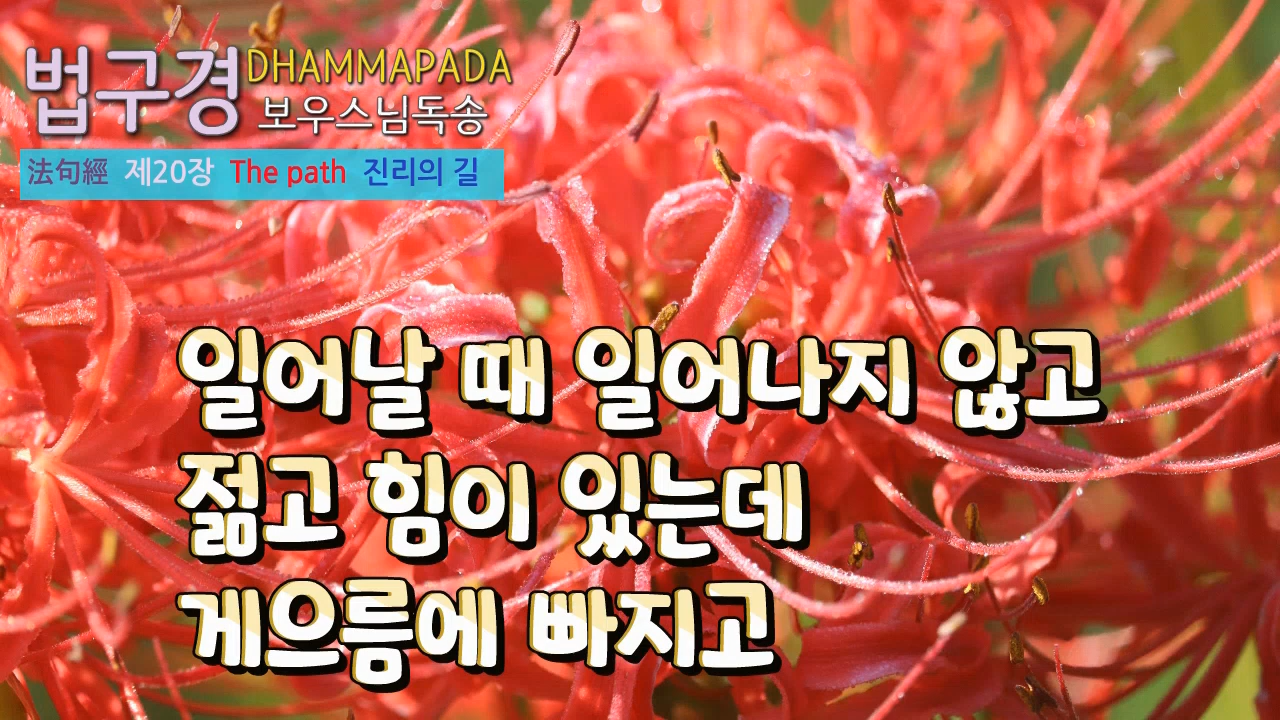 법구경 DHAMMAPADA
보우스님독송
法句經 제20장 The path 진리의 길
일어날 때 일어나지 않고
젊고 힘이 있는데
게으름에 빠지고